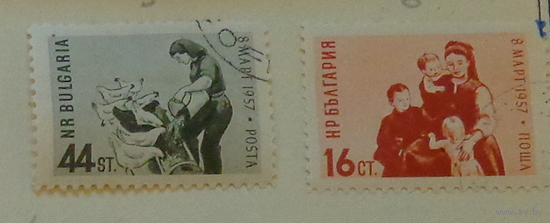 NR BULGARIA
8 МАРТ 1957 • POSTA
44 ST.
НР БЪЛГАРИЯ
8 МАРТ • 1957 • ПОЩА
16 СТ.